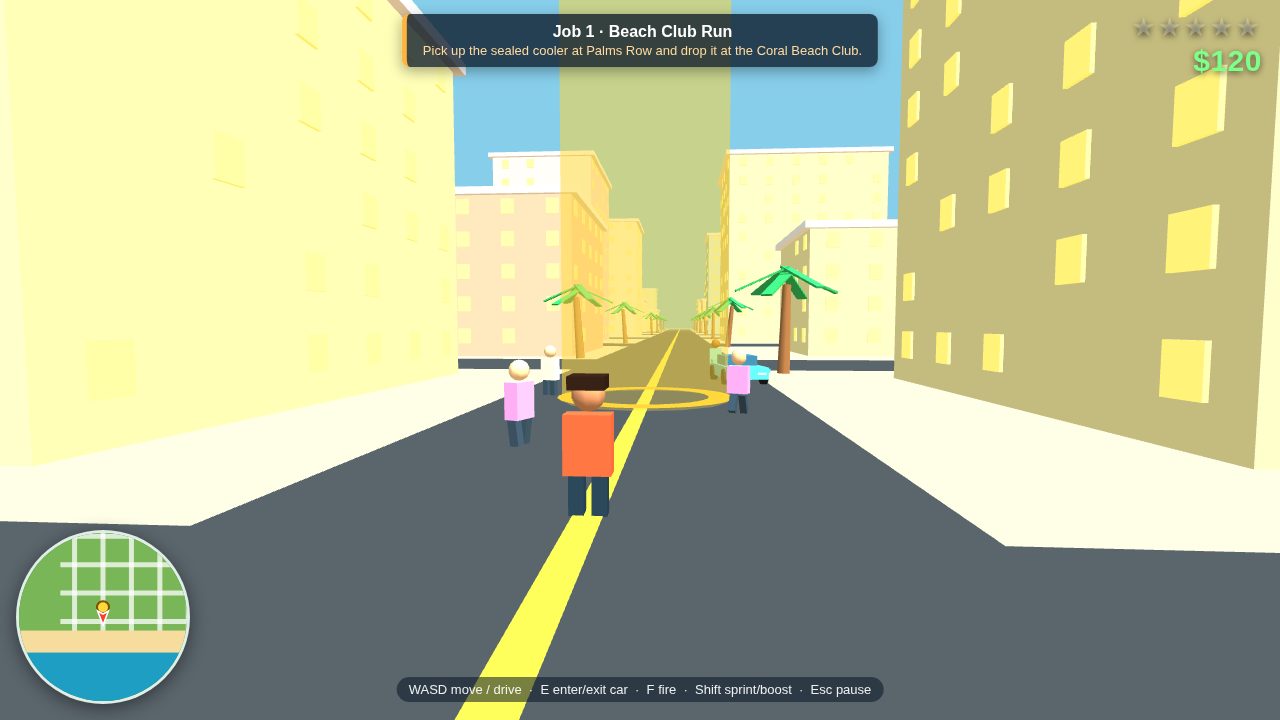 Job 1 · Beach Club Run
Pick up the sealed cooler at Palms Row and drop it at the Coral Beach Club.
★★★★★
$120
WASD move / drive · E enter/exit car · F fire · Shift sprint/boost · Esc pause